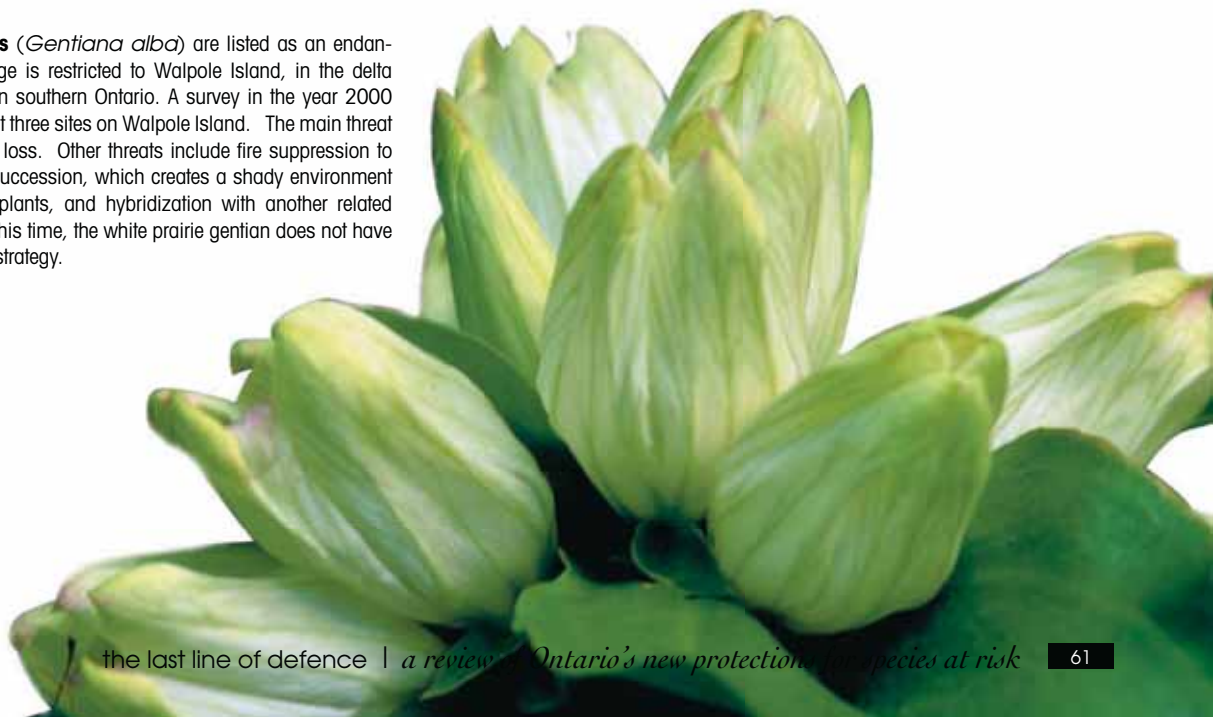 s (Gentiana alba) are listed as an endan-
ge is restricted to Walpole Island, in the delta
n southern Ontario. A survey in the year 2000
t three sites on Walpole Island. The main threat
loss. Other threats include fire suppression to
uccession, which creates a shady environment
plants, and hybridization with another related
his time, the white prairie gentian does not have
strategy.
the last line of defence | a review of Ontario's new protections for species at risk 61